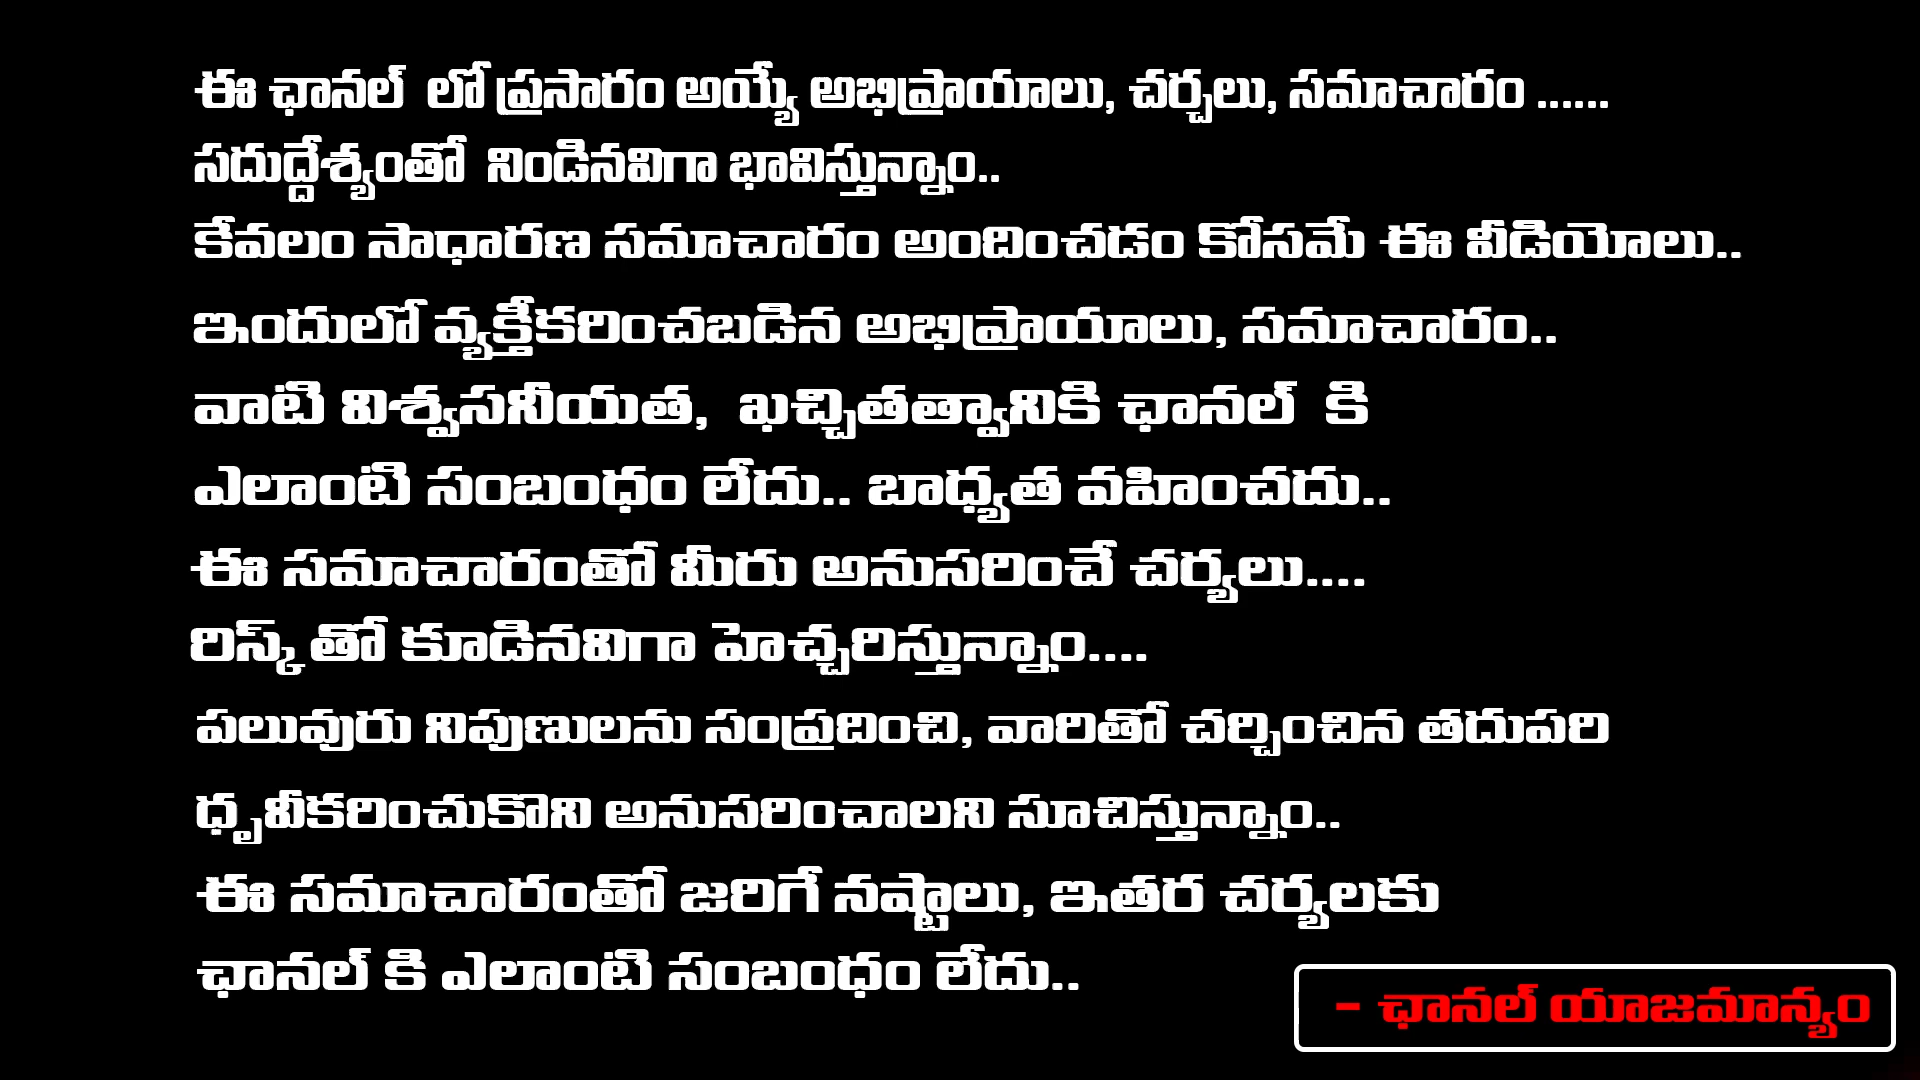 ఈ ఛానల్ లో ప్రసారం అయ్యే అభిప్రాయాలు, చర్చలు, సమాచారం ......
సదుద్దేశ్యంతో నిండినవిగా భావిస్తున్నాం..
కేవలం సాధారణ సమాచారం అందించడం కోసమే ఈ వీడియోలు..
ఇందులో వ్యక్తీకరించబడిన అభిప్రాయాలు, సమాచారం..
వాటి విశ్వసనీయత, ఖచ్చితత్వానికి ఛానల్ కి
ఎలాంటి సంబంధం లేదు.. బాధ్యత వహించదు..
ఈ సమాచారంతో మీరు అనుసరించే చర్యలు....
రిస్క్ తో కూడినవిగా హెచ్చరిస్తున్నాం....
పలువురు నిపుణులను సంప్రదించి, వారితో చర్చించిన తదుపరి
ధృవీకరించుకొని అనుసరించాలని సూచిస్తున్నాం..
ఈ సమాచారంతో జరిగే నష్టాలు, ఇతర చర్యలకు
ఛానల్ కి ఎలాంటి సంబంధం లేదు..
- ఛానల్ యాజమాన్యం